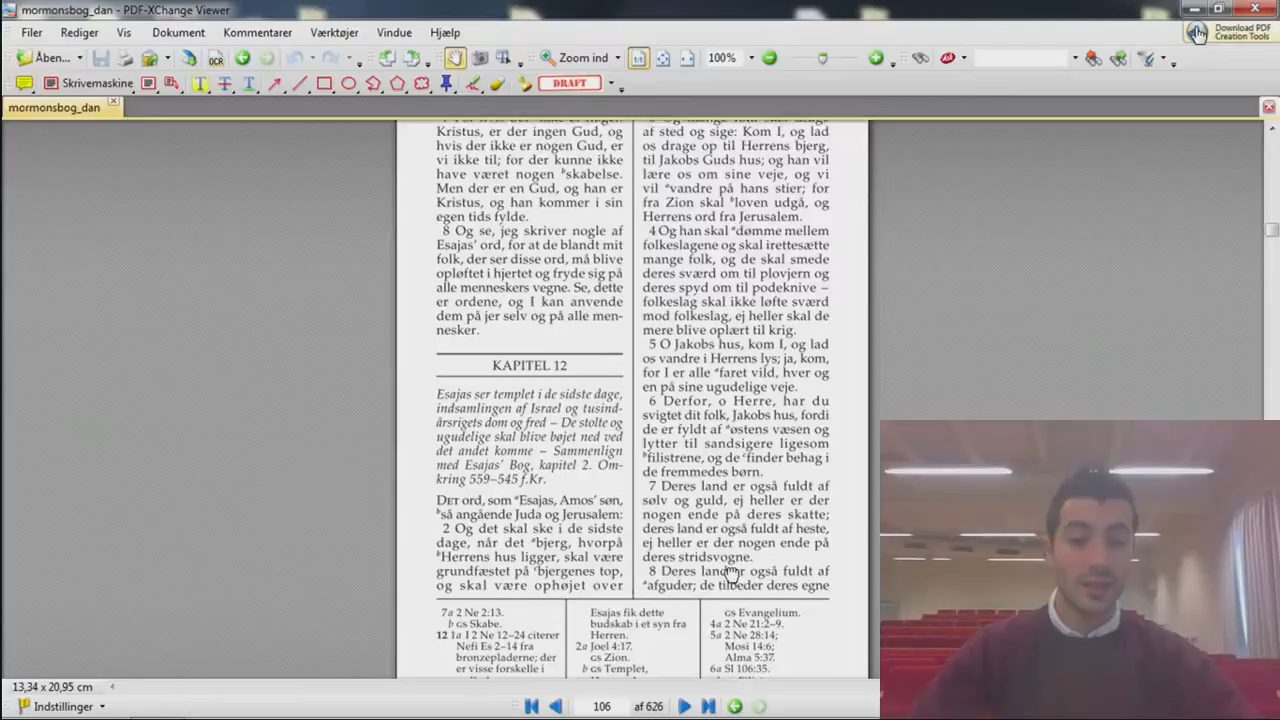 mormonsbog_dan - PDF-XChange Viewer
Filer Rediger Vis Dokument Kommentarer Værktøjer Vindue Hjælp
Download PDF
Creation Tools
Åben... OCR Zoom ind 100%
Skrivemaskine DRAFT
mormonsbog_dan
Kristus, er der ingen Gud, og
hvis der ikke er nogen Gud, er
vi ikke til; for der kunne ikke
have været nogen ᵇskabelse.
Men der er en Gud, og han er
Kristus, og han kommer i sin
egen tids fylde.
8 Og se, jeg skriver nogle af
Esajas’ ord, for at de blandt mit
folk, der ser disse ord, må blive
opløftet i hjertet og fryde sig på
alle menneskers vegne. Se, dette
er ordene, og I kan anvende
dem på jer selv og på alle men-
nesker.
KAPITEL 12
Esajas ser templet i de sidste dage,
indsamlingen af Israel og tusind-
årsrigets dom og fred – De stolte og
ugudelige skal blive bøjet ned ved
det andet komme – Sammenlign
med Esajas’ Bog, kapitel 2. Om-
kring 559–545 f.Kr.
DET ord, som ᵃEsajas, Amos’ søn,
ᵇså angående Juda og Jerusalem:
2 Og det skal ske i de sidste
dage, når det ᵃbjerg, hvorpå
ᵇHerrens hus ligger, skal være
grundfæstet på ᶜbjergenes top,
og skal være ophøjet over
af sted og sige: Kom I, og lad
os drage op til Herrens bjerg,
til Jakobs Guds hus; og han vil
lære os om sine veje, og vi
vil ᵃvandre på hans stier; for
fra Zion skal ᵇloven udgå, og
Herrens ord fra Jerusalem.
4 Og han skal ᵃdømme mellem
folkeslagene og skal irettesætte
mange folk, og de skal smede
deres sværd om til plovjern og
deres spyd om til podeknive –
folkeslag skal ikke løfte sværd
mod folkeslag, ej heller skal de
mere blive oplært til krig.
5 O Jakobs hus, kom I, og lad
os vandre i Herrens lys; ja, kom,
for I er alle ᵃfaret vild, hver og
en på sine ugudelige veje.
6 Derfor, o Herre, har du
svigtet dit folk, Jakobs hus, fordi
de er fyldt af ᵃøstens væsen og
lytter til sandsigere ligesom
ᵇfilistrene, og de ᶜfinder behag i
de fremmedes børn.
7 Deres land er også fuldt af
sølv og guld, ej heller er der
nogen ende på deres skatte;
deres land er også fuldt af heste,
ej heller er der nogen ende på
deres stridsvogne.
8 Deres land er også fuldt af
ᵃafguder; de tilbeder deres egne
7a 2 Ne 2:13.
b GS Skabe.
12 1a I 2 Ne 12–24 citerer
Nefi Es 2–14 fra
bronzepladerne; der
er visse forskelle i
Esajas fik dette
budskab i et syn fra
Herren.
2a Joel 4:17.
GS Zion.
b GS Templet,
GS Evangelium.
4a 2 Ne 21:2–9.
5a 2 Ne 28:14;
Mosi 14:6;
Alma 5:37.
6a Sl 106:35.
13,34 x 20,95 cm
Indstillinger 106 af 626